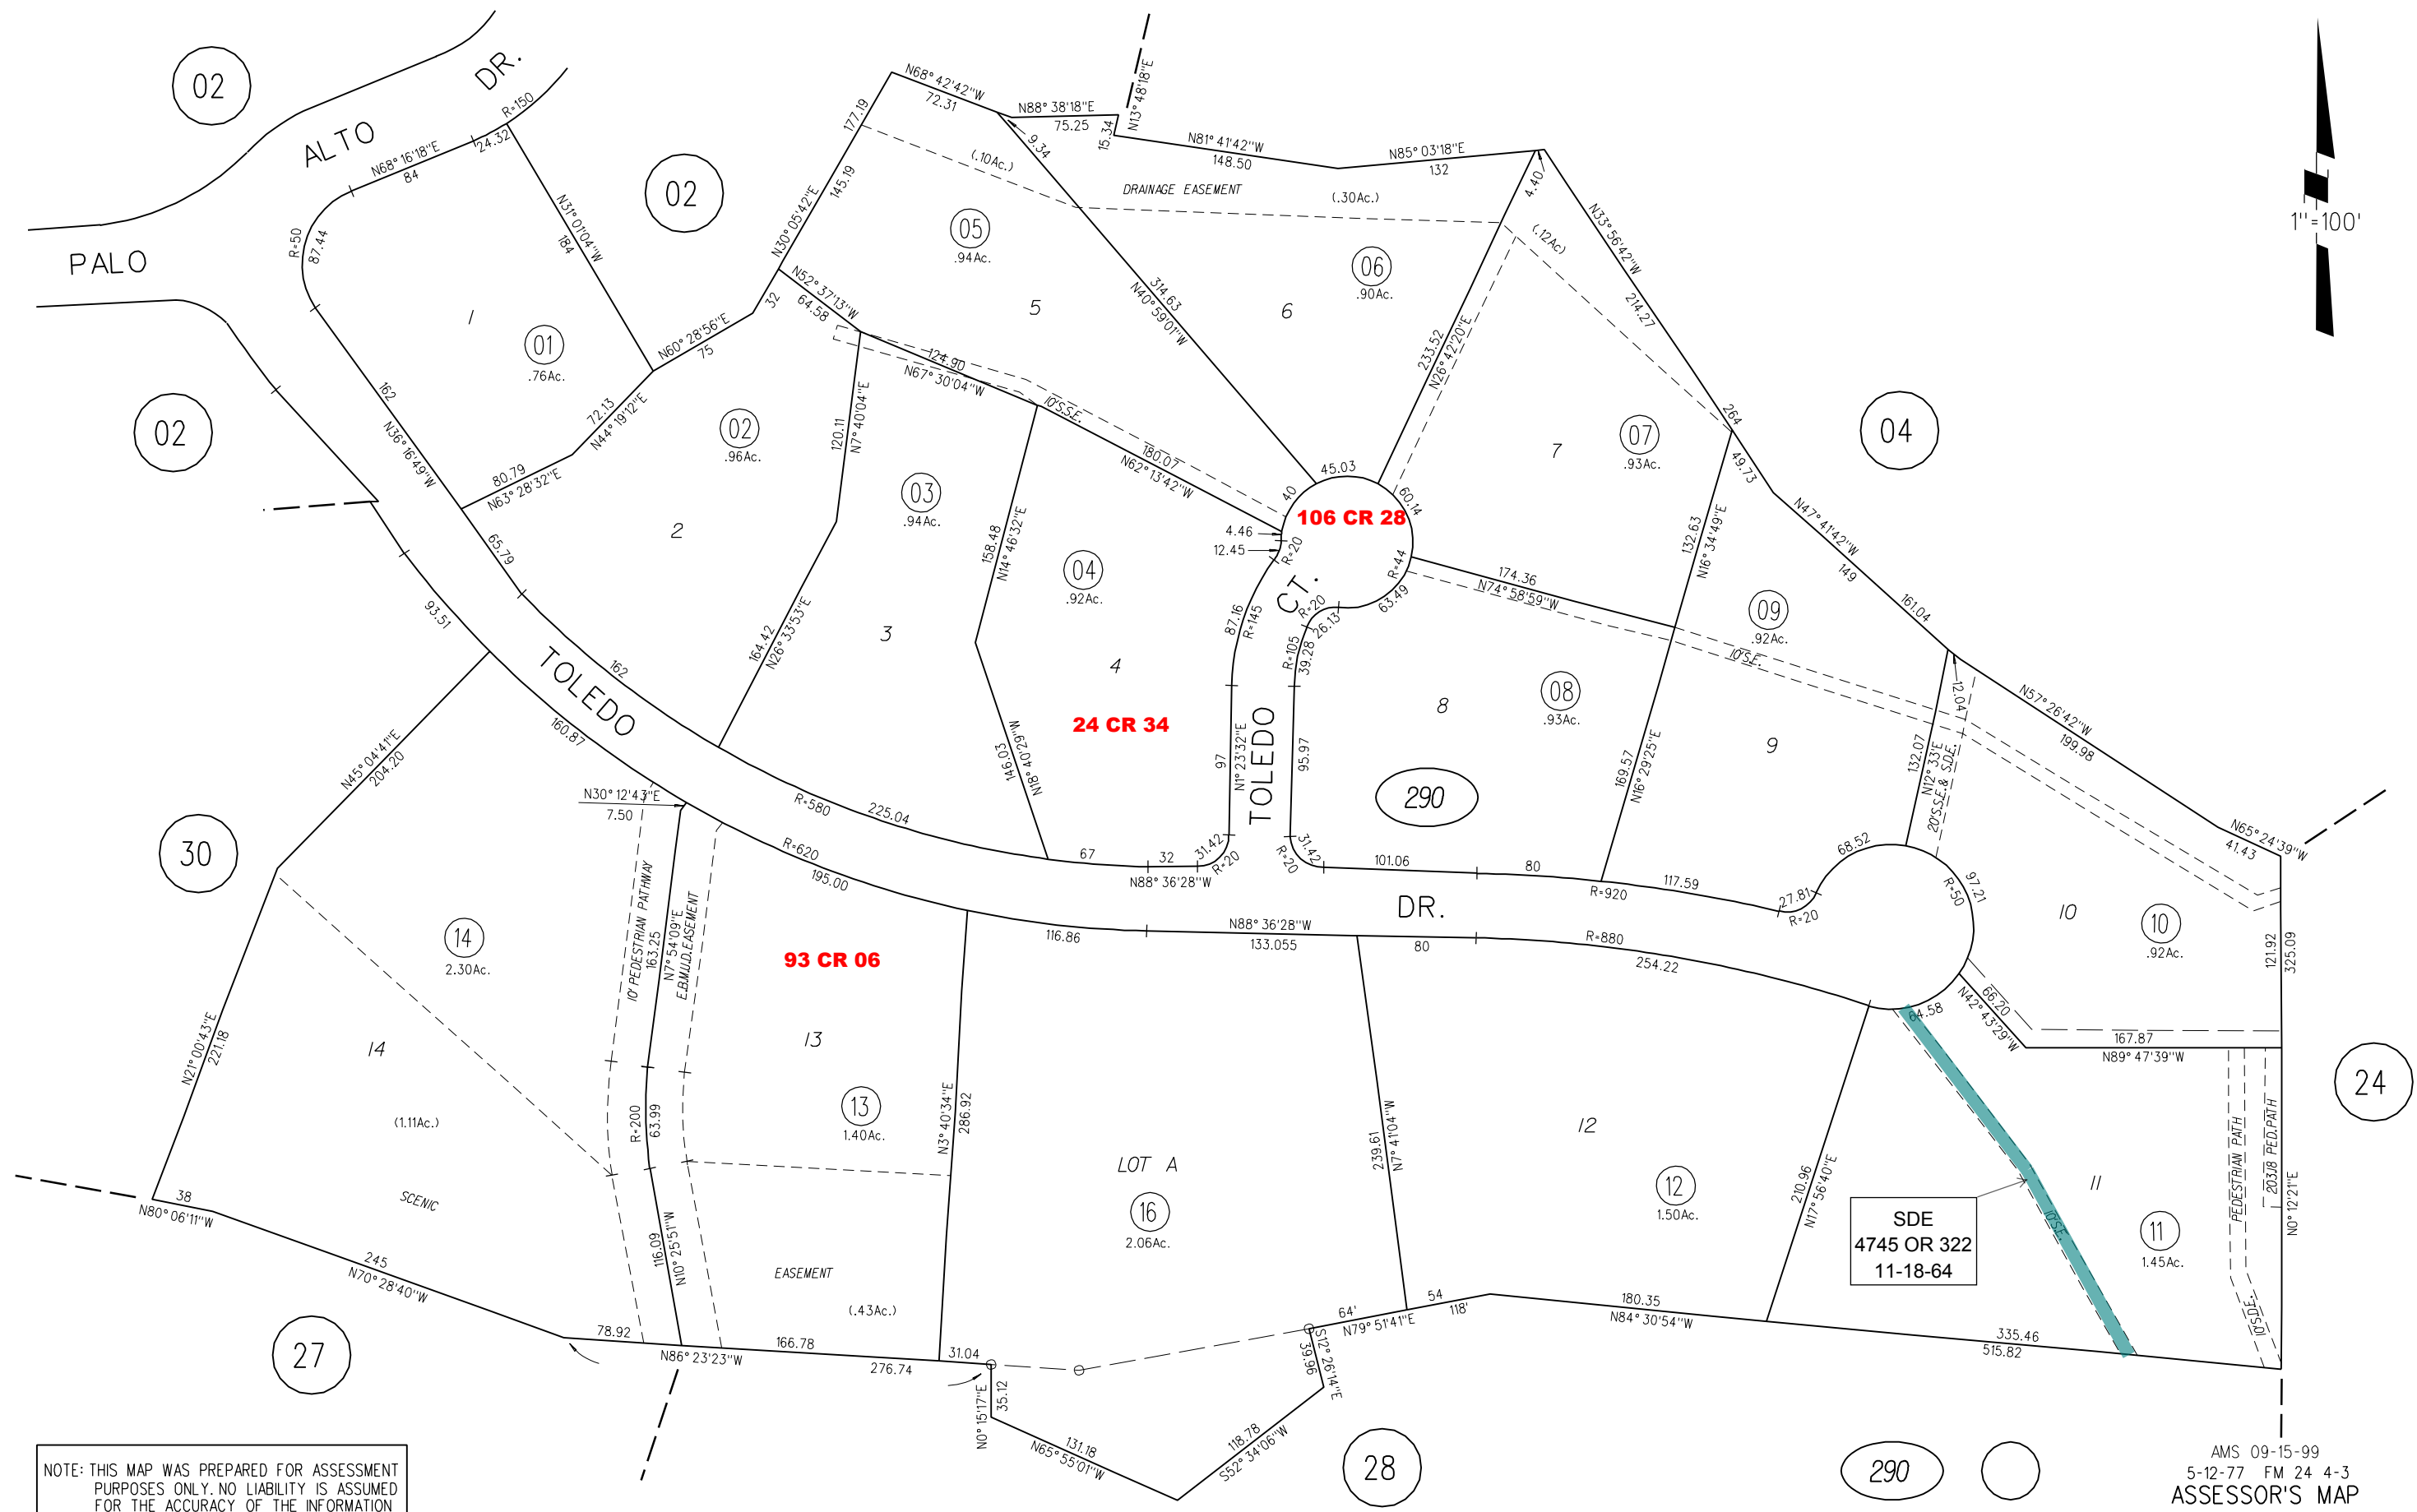 02
PALO
ALTO
DR.
R=150
24.32
N68°16'18"E
84
R=50
87.44
N31°01'04"W
184
1
01
.76Ac.
02
02
162
N36°16'49"W
72.13
N44°19'12"E
80.79
N63°28'32"E
65.79
93.51
N60°28'56"E
75
32
N52°37'13"W
64.58
N30°05'42"E
145.19
177.19
N68°42'42"W
72.31
9.34
N88°38'18"E
75.25
15.34
N13°48'18"E
N81°41'42"W
148.50
N85°03'18"E
132
4.40
(.10Ac.)
DRAINAGE EASEMENT
(.30Ac.)
(.12Ac)
05
.94Ac.
5
06
.90Ac.
6
314.63
N40°59'01"W
233.52
N26°42'20"E
N33°56'42"W
214.27
264
49.73
04
1"=100'
02
.96Ac.
2
120.11
N7°40'04"E
124.90
N67°30'04"W
10'S.S.E.
180.07
N62°13'42"W
03
.94Ac.
3
164.42
N26°33'53"E
158.48
N14°46'32"E
04
.92Ac.
4
146.03
N18°40'29"W
24 CR 34
45.03
40
60.14
106 CR 28
4.46
12.45
R=20
R=44
63.49
CT.
R=20
26.13
87.16
R=145
R=105
39.28
97
N1°23'32"E
TOLEDO
95.97
07
.93Ac.
7
132.63
N16°34'49"E
174.36
N74°58'59"W
N47°41'42"W
149
161.04
09
.92Ac.
10'S.E.
9
08
.93Ac.
8
290
169.57
N16°29'25"E
12.04
132.07
N12°33'E
20'S.S.E.& S.D.E.
N57°26'42"W
199.98
N65°24'39"W
41.43
TOLEDO
162
160.87
R=580
225.04
R=620
195.00
67
32
N88°36'28"W
31.42
R=20
31.42
R=20
101.06
80
R=920
117.59
27.81
R=20
68.52
97.21
R=50
DR.
N88°36'28"W
133.055
116.86
80
R=880
254.22
64.58
10
10
.92Ac.
121.92
325.09
66.20
N42°43'29"W
167.87
N89°47'39"W
24
N45°04'41"E
204.20
30
N30°12'43"E
7.50
10' PEDESTRIAN PATHWAY
163.25
N7°54'09"E
E.B.M.U.D. EASEMENT
14
2.30Ac.
14
(1.11Ac.)
SCENIC
N21°00'43"E
221.18
38
N80°06'11"W
245
N70°28'40"W
R=200
63.99
116.09
N10°25'51"W
93 CR 06
13
13
1.40Ac.
EASEMENT
(.43Ac.)
N3°40'34"E
286.92
LOT A
16
2.06Ac.
239.61
N7°41'04"W
12
12
1.50Ac.
210.96
N17°56'40"E
SDE
4745 OR 322
11-18-64
10'S.E.
11
11
1.45Ac.
PEDESTRIAN PATH
10'S.D.E.
N0°12'21"E
78.92
N86°23'23"W
166.78
276.74
31.04
N0°15'17"E
35.12
131.18
N65°55'01"W
118.78
S52°34'06"W
S12°26'14"E
39.96
64'
N79°51'41"E
54
118'
180.35
N84°30'54"W
335.46
515.82
27
28
290
NOTE: THIS MAP WAS PREPARED FOR ASSESSMENT
PURPOSES ONLY. NO LIABILITY IS ASSUMED
FOR THE ACCURACY OF THE INFORMATION
AMS 09-15-99
5-12-77 FM 24 4-3
ASSESSOR'S MAP